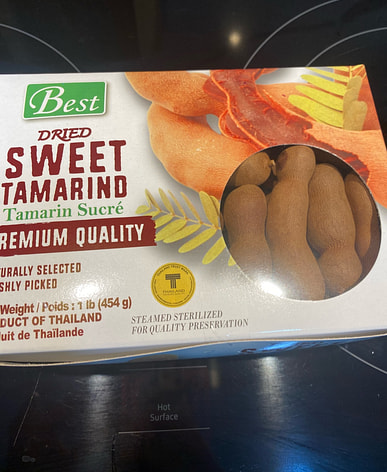 Best
DRIED
SWEET
TAMARIND
Tamarin Sucré
REMIUM QUALITY
URALLY SELECTED
SHLY PICKED
Weight / Poids : 1 lb (454 g)
DUCT OF THAILAND
uit de Thaïlande
STEAMED STERILIZED
FOR QUALITY PRESERVATION
Hot
Surface